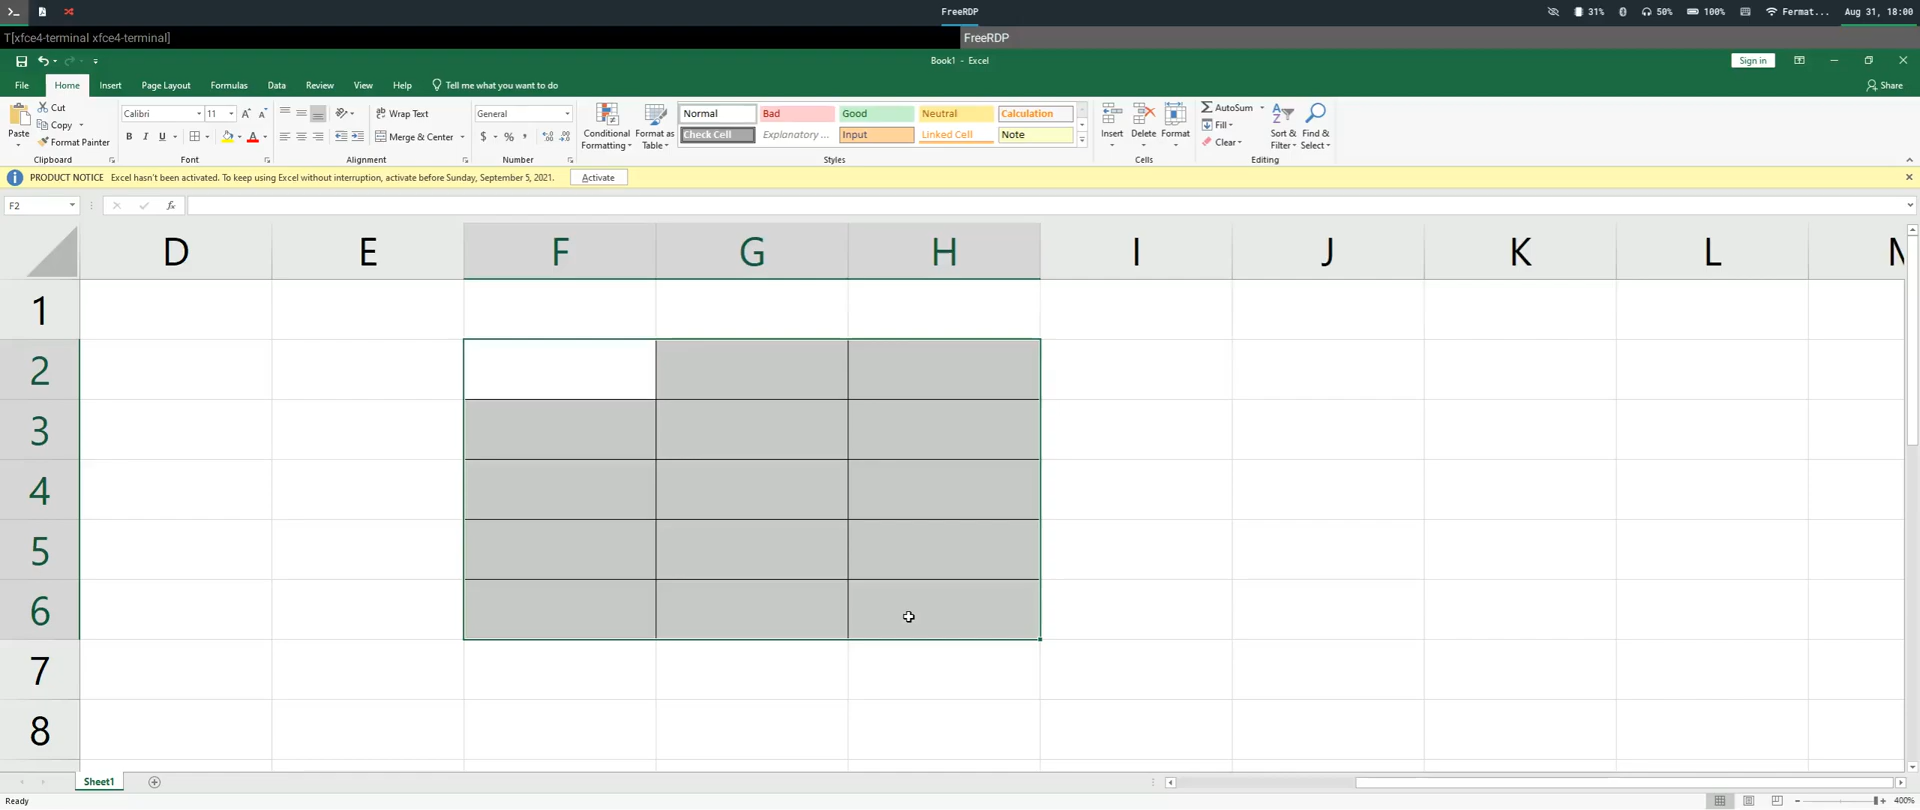 FreeRDP
31%
50%
100%
Fermat...
Aug 31, 18:00
T[xfce4-terminal xfce4-terminal]
FreeRDP
Book1 - Excel
Sign in
File
Home
Insert
Page Layout
Formulas
Data
Review
View
Help
Tell me what you want to do
Share
Paste
Cut
Copy
Format Painter
Clipboard
Calibri
11
B I U
Font
Wrap Text
Merge & Center
Alignment
General
$ % ,
Number
Conditional
Formatting
Format as
Table
Normal
Bad
Good
Neutral
Calculation
Check Cell
Explanatory ...
Input
Linked Cell
Note
Styles
Insert
Delete
Format
Cells
AutoSum
Fill
Clear
Sort &
Filter
Find &
Select
Editing
PRODUCT NOTICE Excel hasn't been activated. To keep using Excel without interruption, activate before Sunday, September 5, 2021.
Activate
F2
fx
D E F G H I J K L M
1
2
3
4
5
6
7
8
Sheet1
Ready
400%